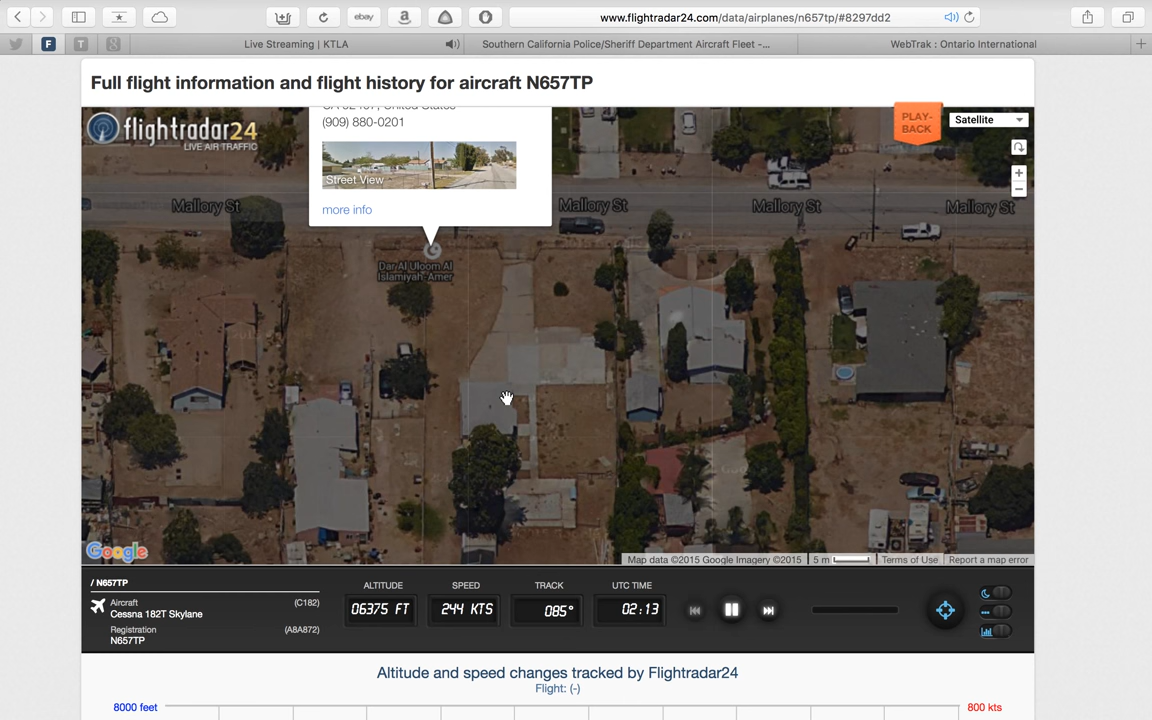 ebay
a
www.flightradar24.com/data/airplanes/n657tp/#8297dd2
F
T
g
Live Streaming | KTLA
Southern California Police/Sheriff Department Aircraft Fleet -...
WebTrak : Ontario International
Full flight information and flight history for aircraft N657TP
flightradar24
LIVE AIR TRAFFIC
CA 92407, United States
(909) 880-0201
Street View
more info
PLAY-
BACK
Satellite
Mallory St
Mallory St
Mallory St
Mallory St
Dar Al Uloom Al
Islamiyah-Amer
Google
Map data ©2015 Google Imagery ©2015
5 m
Terms of Use
Report a map error
/ N657TP
Aircraft
(C182)
Cessna 182T Skylane
Registration
(A8A872)
N657TP
ALTITUDE
SPEED
TRACK
UTC TIME
06375 FT
244 KTS
085°
02:13
Altitude and speed changes tracked by Flightradar24
Flight: (-)
8000 feet
800 kts